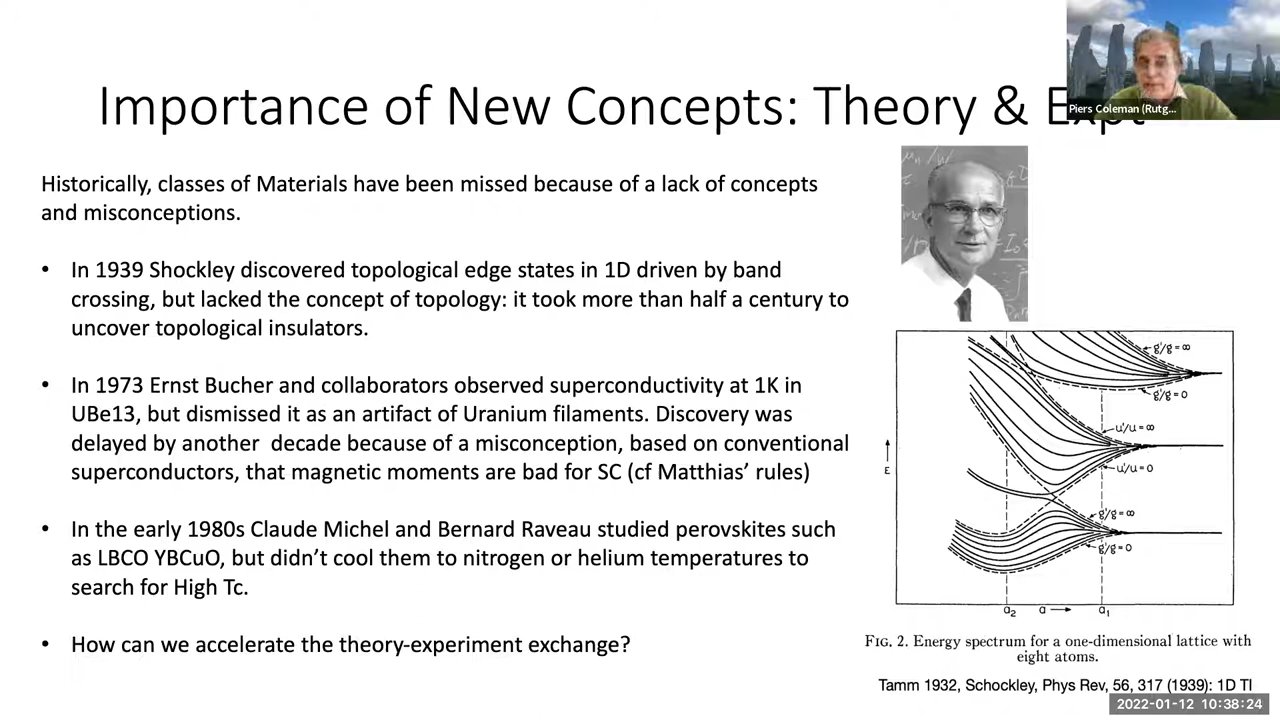 Piers Coleman (Rutg...
Importance of New Concepts: Theory & Expt
Historically, classes of Materials have been missed because of a lack of concepts
and misconceptions.
• In 1939 Shockley discovered topological edge states in 1D driven by band
crossing, but lacked the concept of topology: it took more than half a century to
uncover topological insulators.
• In 1973 Ernst Bucher and collaborators observed superconductivity at 1K in
UBe13, but dismissed it as an artifact of Uranium filaments. Discovery was
delayed by another  decade because of a misconception, based on conventional
superconductors, that magnetic moments are bad for SC (cf Matthias’ rules)
• In the early 1980s Claude Michel and Bernard Raveau studied perovskites such
as LBCO YBCuO, but didn’t cool them to nitrogen or helium temperatures to
search for High Tc.
• How can we accelerate the theory-experiment exchange?
g'/g = ∞
g'/g = 0
u'/u = ∞
u'/u = 0
g'/g = ∞
g'/g = 0
E
a₂ a → a₁
FIG. 2. Energy spectrum for a one-dimensional lattice with
eight atoms.
Tamm 1932, Schockley, Phys Rev, 56, 317 (1939): 1D TI
2022-01-12 10:38:24